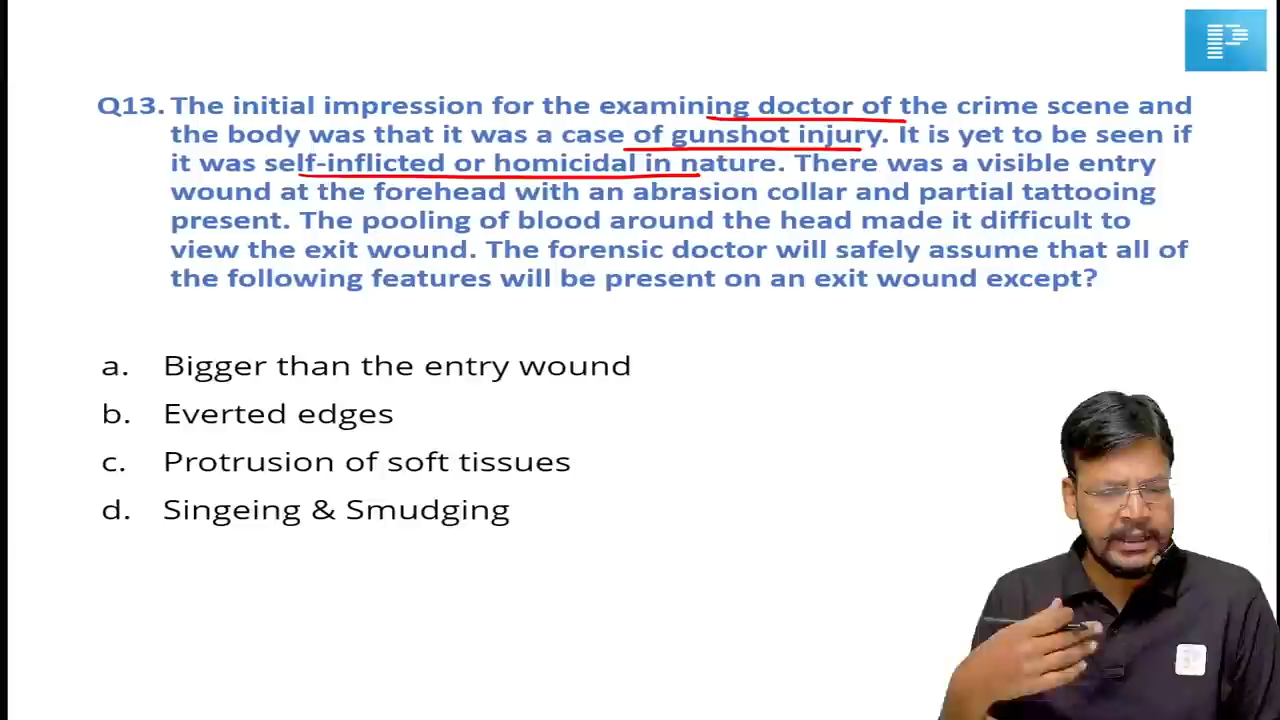 Q13. The initial impression for the examining doctor of the crime scene and
the body was that it was a case of gunshot injury. It is yet to be seen if
it was self-inflicted or homicidal in nature. There was a visible entry
wound at the forehead with an abrasion collar and partial tattooing
present. The pooling of blood around the head made it difficult to
view the exit wound. The forensic doctor will safely assume that all of
the following features will be present on an exit wound except?
a. Bigger than the entry wound
b. Everted edges
c. Protrusion of soft tissues
d. Singeing & Smudging